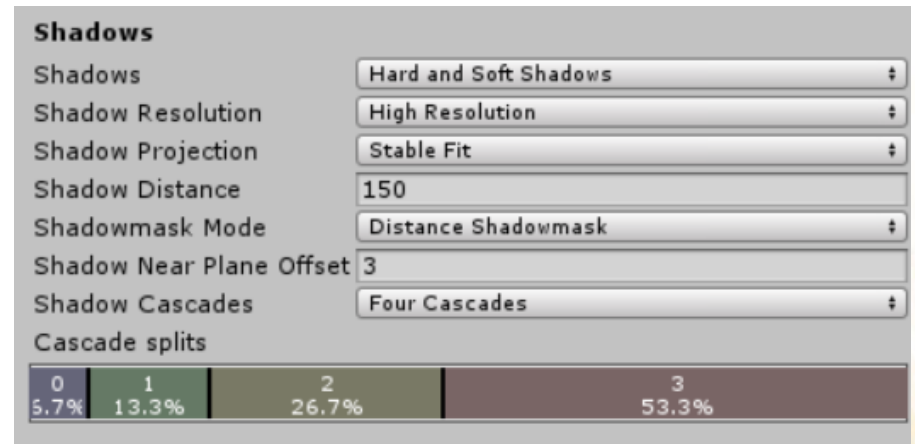 Shadows
Shadows Hard and Soft Shadows
Shadow Resolution High Resolution
Shadow Projection Stable Fit
Shadow Distance 150
Shadowmask Mode Distance Shadowmask
Shadow Near Plane Offset 3
Shadow Cascades Four Cascades
Cascade splits
0 1 2 3
13.3% 26.7% 53.3%